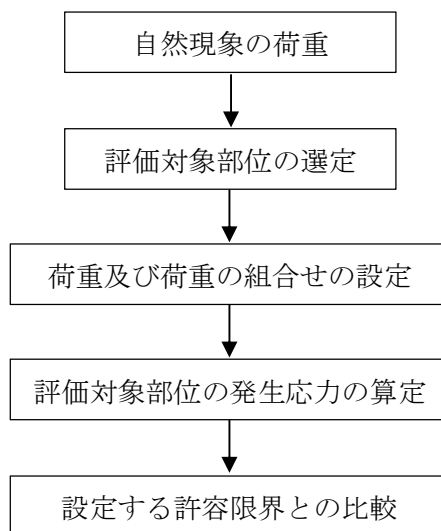 自然現象の荷重
評価対象部位の選定
荷重及び荷重の組合せの設定
評価対象部位の発生応力の算定
設定する許容限界との比較